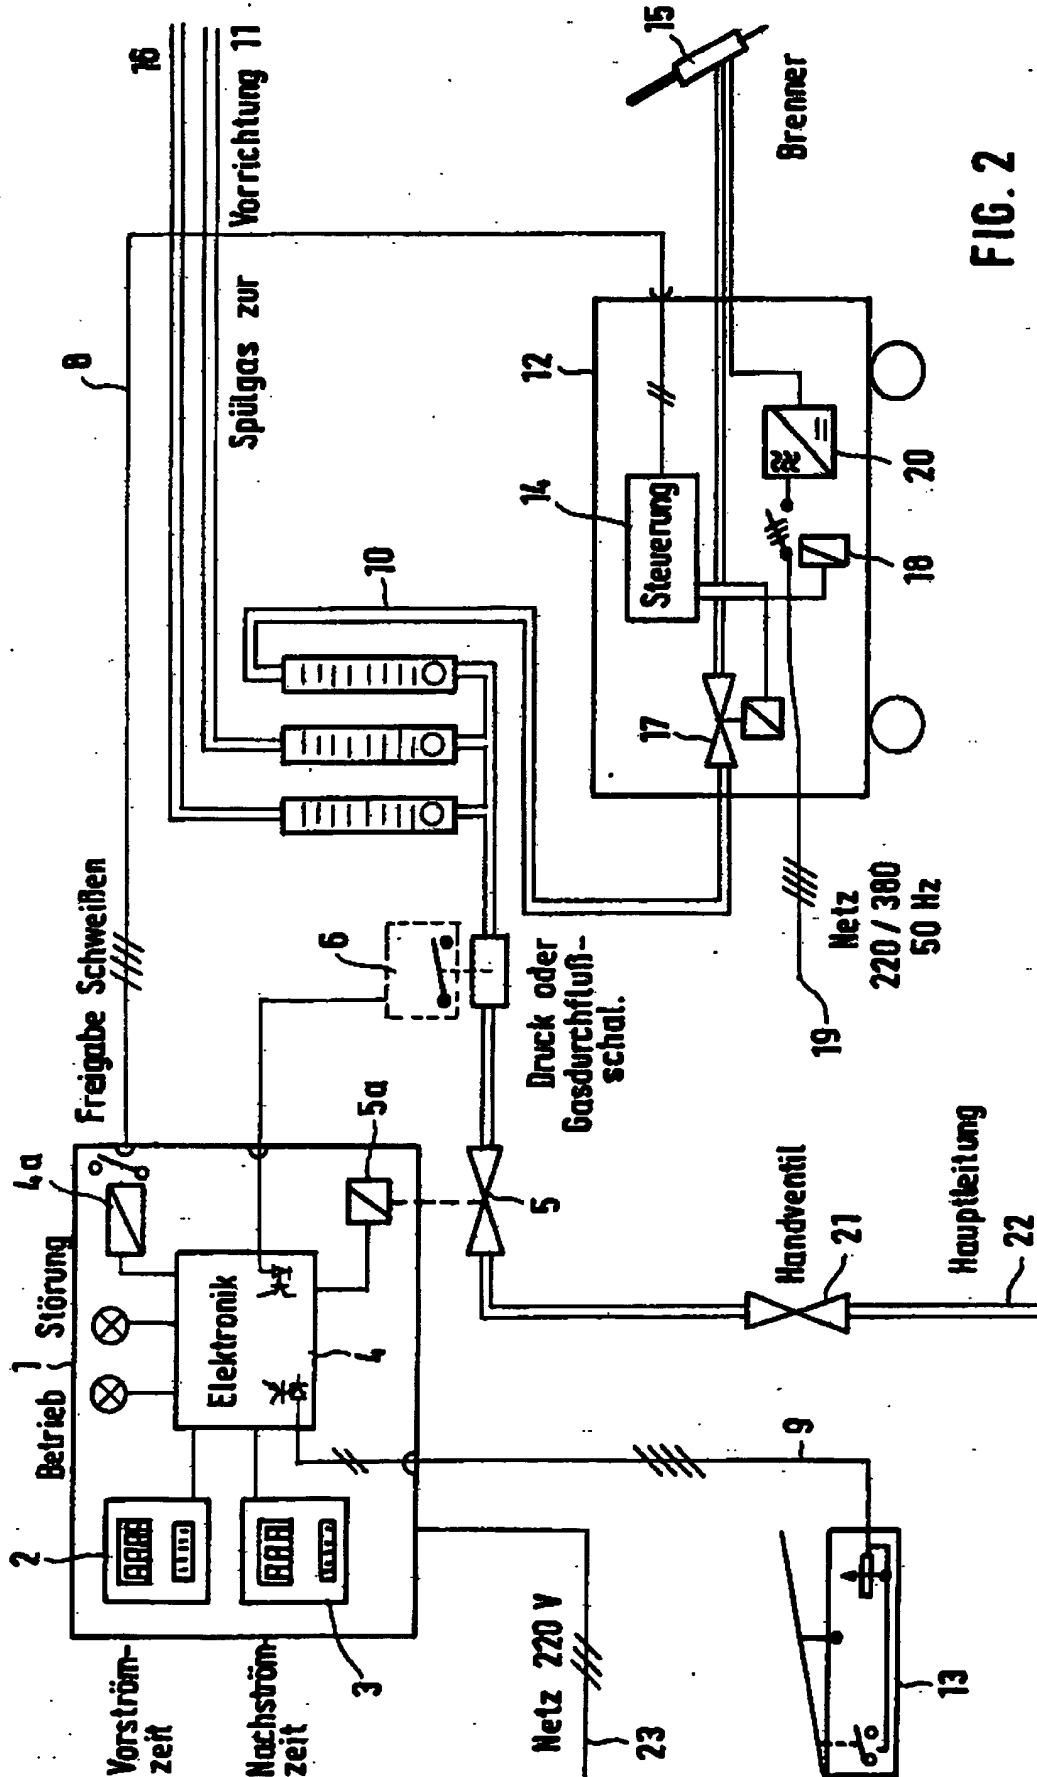 Vorström-
zeit
Nachström-
zeit
2
3
Betrieb
1
Störung
4a
Elektronik
4
5a
Freigabe Schweißen
8
16
Spülgas zur
Vorrichtung 11
10
6
Druck oder
Gasdurchfluß-
schal.
5
Netz 220 V
23
13
9
Handventil
21
Hauptleitung
22
12
14
Steuerung
17
18
20
Netz
220 / 380
50 Hz
19
15
Brenner
FIG. 2